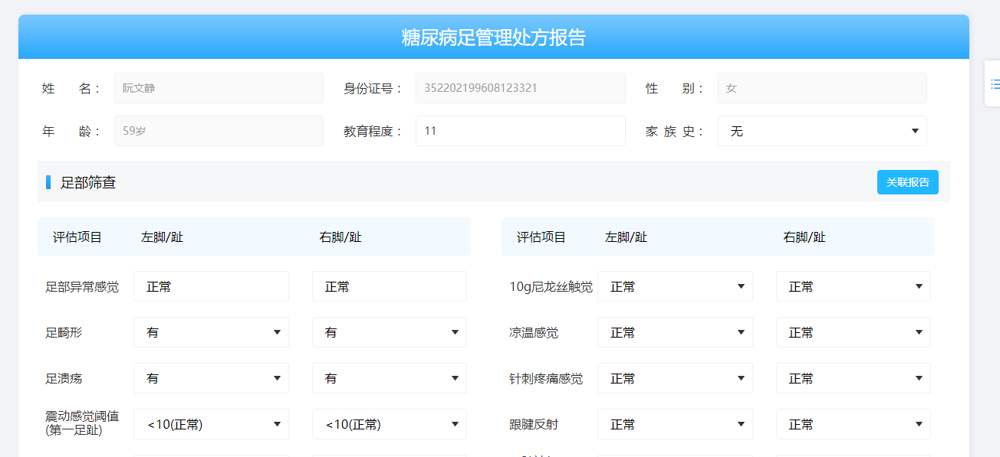 糖尿病足管理处方报告
姓 名： 阮文静 身份证号： 352202199608123321 性 别： 女
年 龄： 59岁 教育程度： 11 家 族 史： 无
足部筛查 关联报告
评估项目 左脚/趾 右脚/趾 评估项目 左脚/趾 右脚/趾
足部异常感觉 正常 正常 10g尼龙丝触觉 正常 正常
足畸形 有 有 凉温感觉 正常 正常
足溃疡 有 有 针刺疼痛感觉 正常 正常
震动感觉阈值
(第一足趾) <10(正常) <10(正常) 跟腱反射 正常 正常